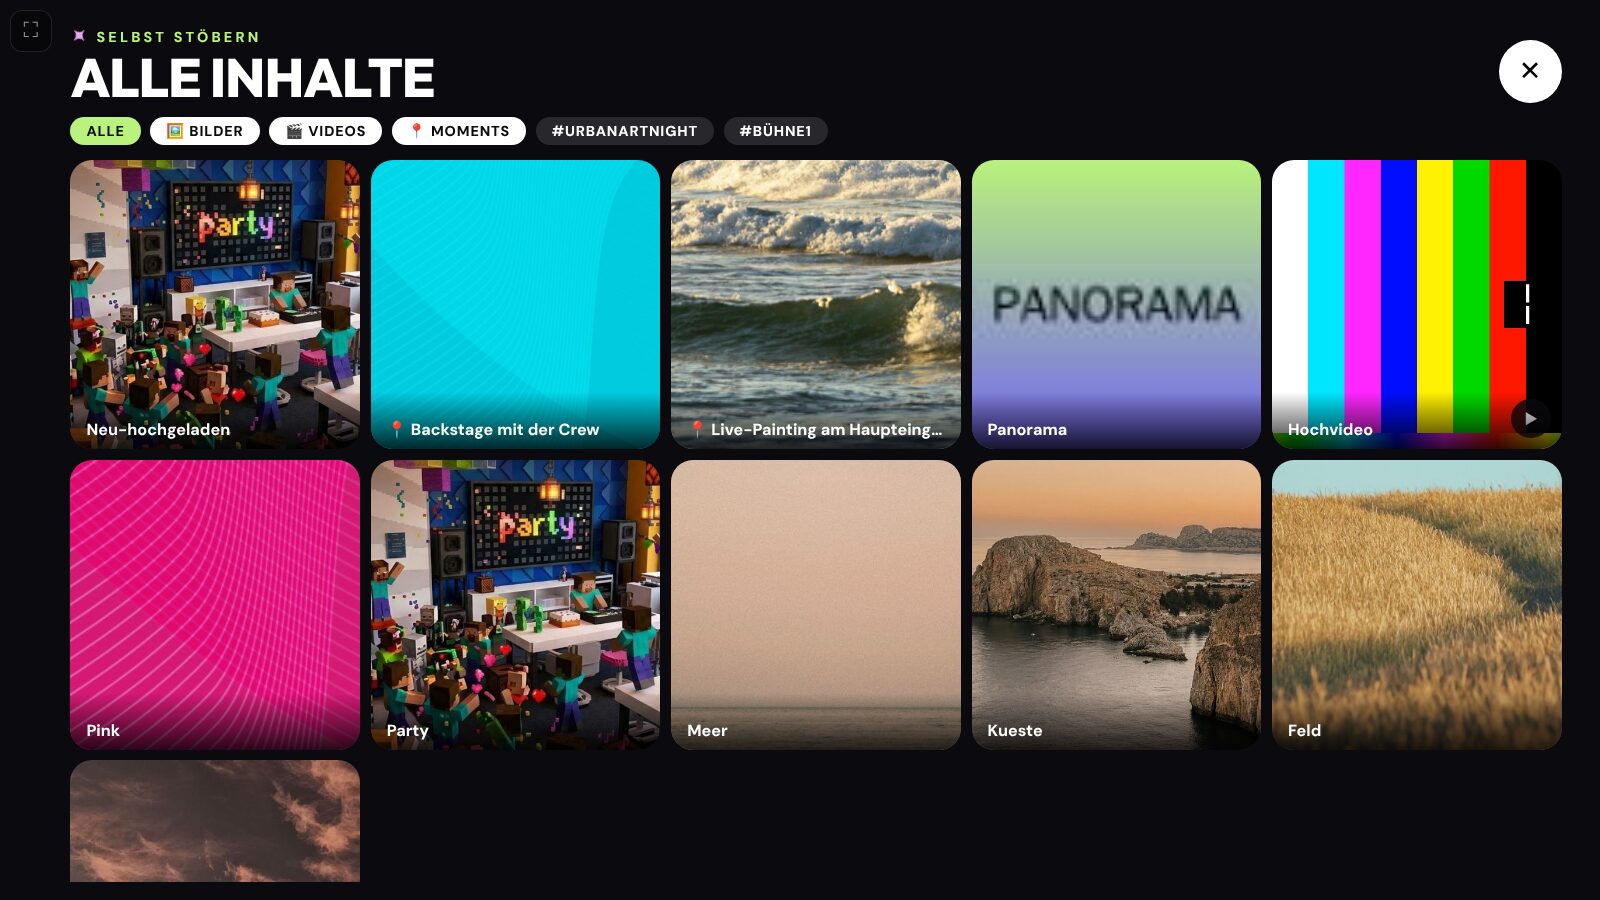 SELBST STÖBERN
ALLE INHALTE
ALLE
BILDER
VIDEOS
MOMENTS
#URBANARTNIGHT
#BÜHNE1
party
PANORAMA
Neu-hochgeladen
Backstage mit der Crew
Live-Painting am Haupteing…
Panorama
Hochvideo
party
Pink
Party
Meer
Kueste
Feld